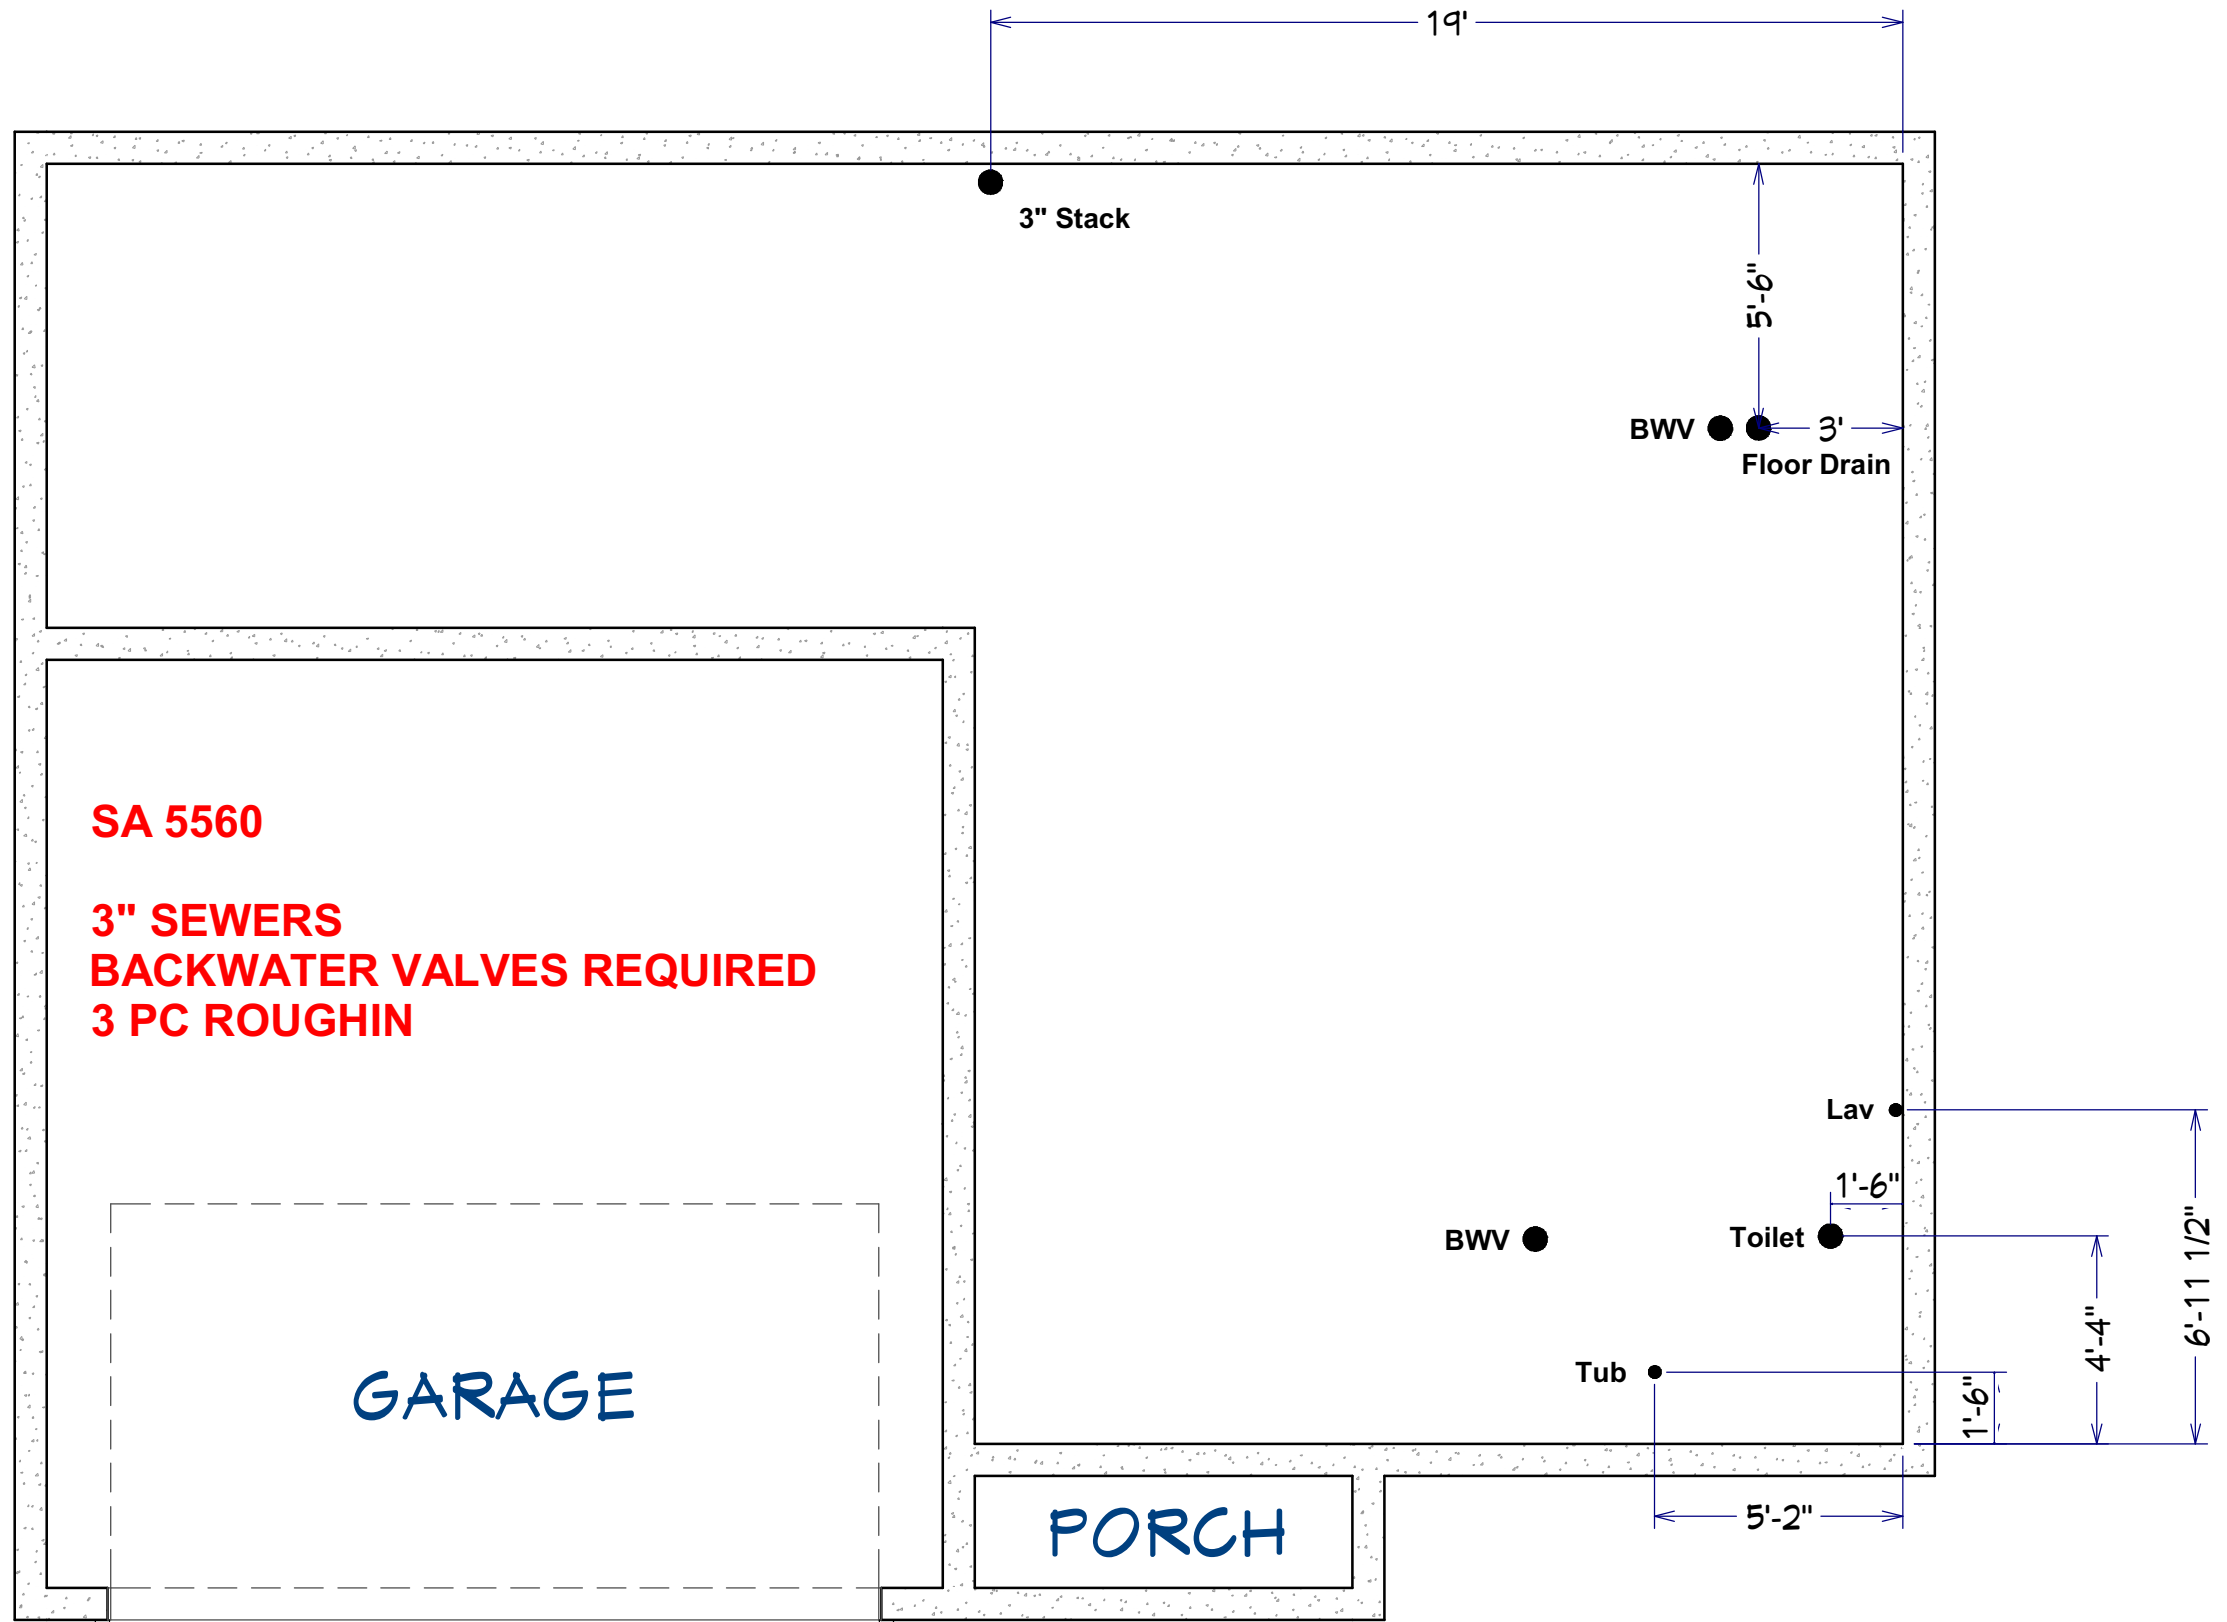 19'
3" Stack
5'-6"
BWV
3'
Floor Drain
SA 5560
3" SEWERS
BACKWATER VALVES REQUIRED
3 PC ROUGHIN
Lav
1'-6"
BWV
Toilet
6'-11 1/2"
4'-4"
Tub
1'-6"
GARAGE
5'-2"
PORCH